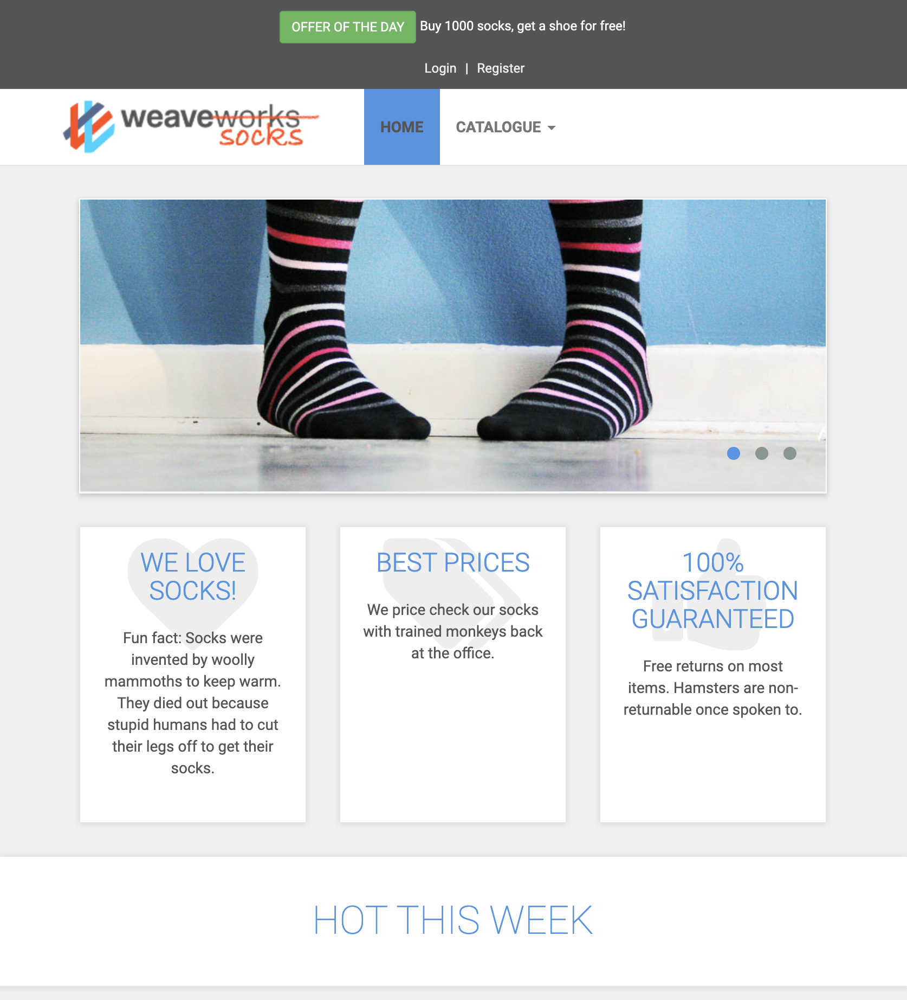 OFFER OF THE DAY Buy 1000 socks, get a shoe for free!
Login | Register
weaveworks
socks
HOME CATALOGUE
WE LOVE
SOCKS!
Fun fact: Socks were
invented by woolly
mammoths to keep warm.
They died out because
stupid humans had to cut
their legs off to get their
socks.
BEST PRICES
We price check our socks
with trained monkeys back
at the office.
100%
SATISFACTION
GUARANTEED
Free returns on most
items. Hamsters are non-
returnable once spoken to.
HOT THIS WEEK